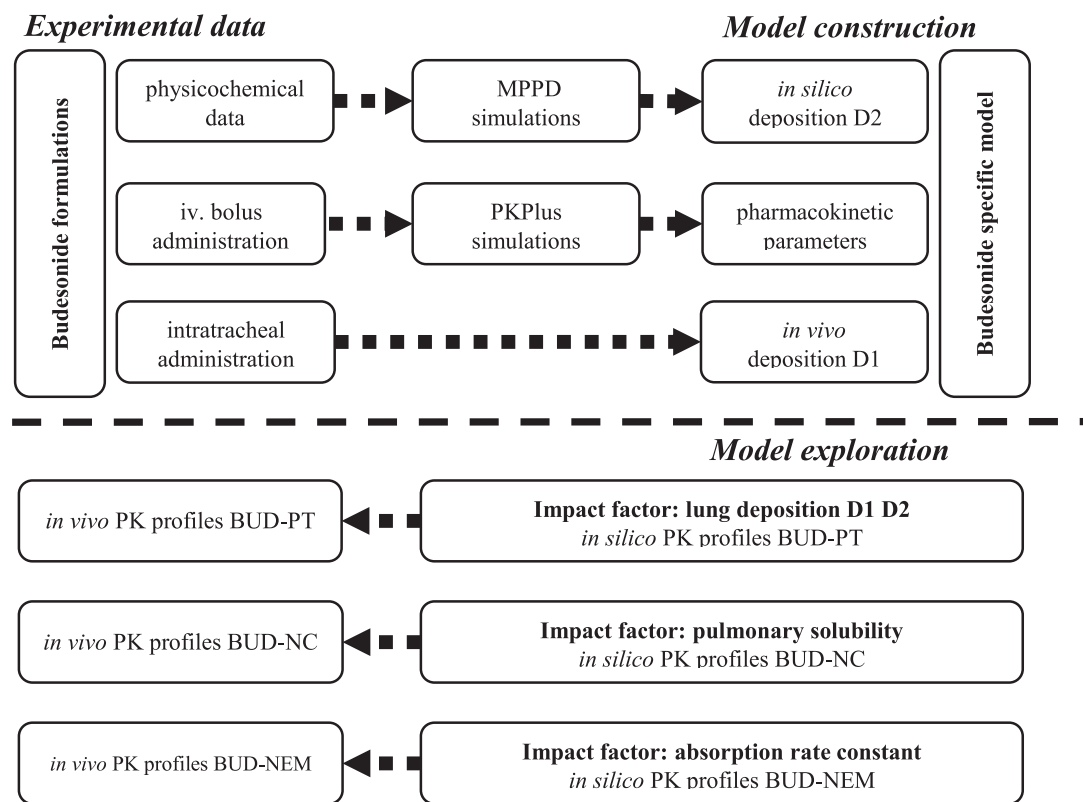 Experimental data
Model construction
Budesonide formulations
physicochemical
data
MPPD
simulations
in silico
deposition D2
iv. bolus
administration
PKPlus
simulations
pharmacokinetic
parameters
intratracheal
administration
in vivo
deposition D1
Budesonide specific model
Model exploration
in vivo PK profiles BUD-PT
Impact factor: lung deposition D1 D2
in silico PK profiles BUD-PT
in vivo PK profiles BUD-NC
Impact factor: pulmonary solubility
in silico PK profiles BUD-NC
in vivo PK profiles BUD-NEM
Impact factor: absorption rate constant
in silico PK profiles BUD-NEM